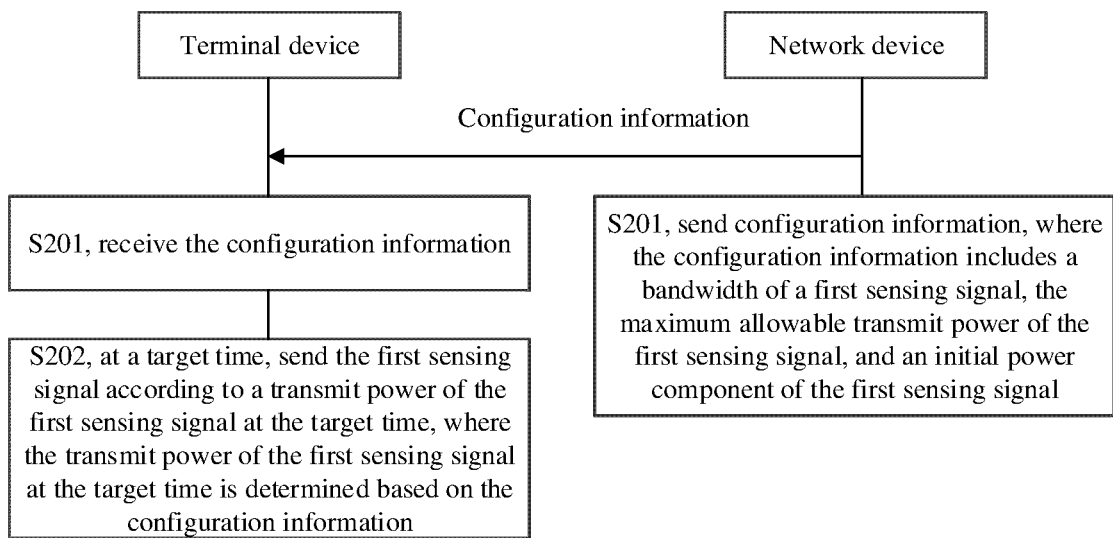 Terminal device
Network device
Configuration information
S201, receive the configuration information
S201, send configuration information, where
the configuration information includes a
bandwidth of a first sensing signal, the
maximum allowable transmit power of the
first sensing signal, and an initial power
component of the first sensing signal
S202, at a target time, send the first sensing
signal according to a transmit power of the
first sensing signal at the target time, where
the transmit power of the first sensing signal
at the target time is determined based on the
configuration information